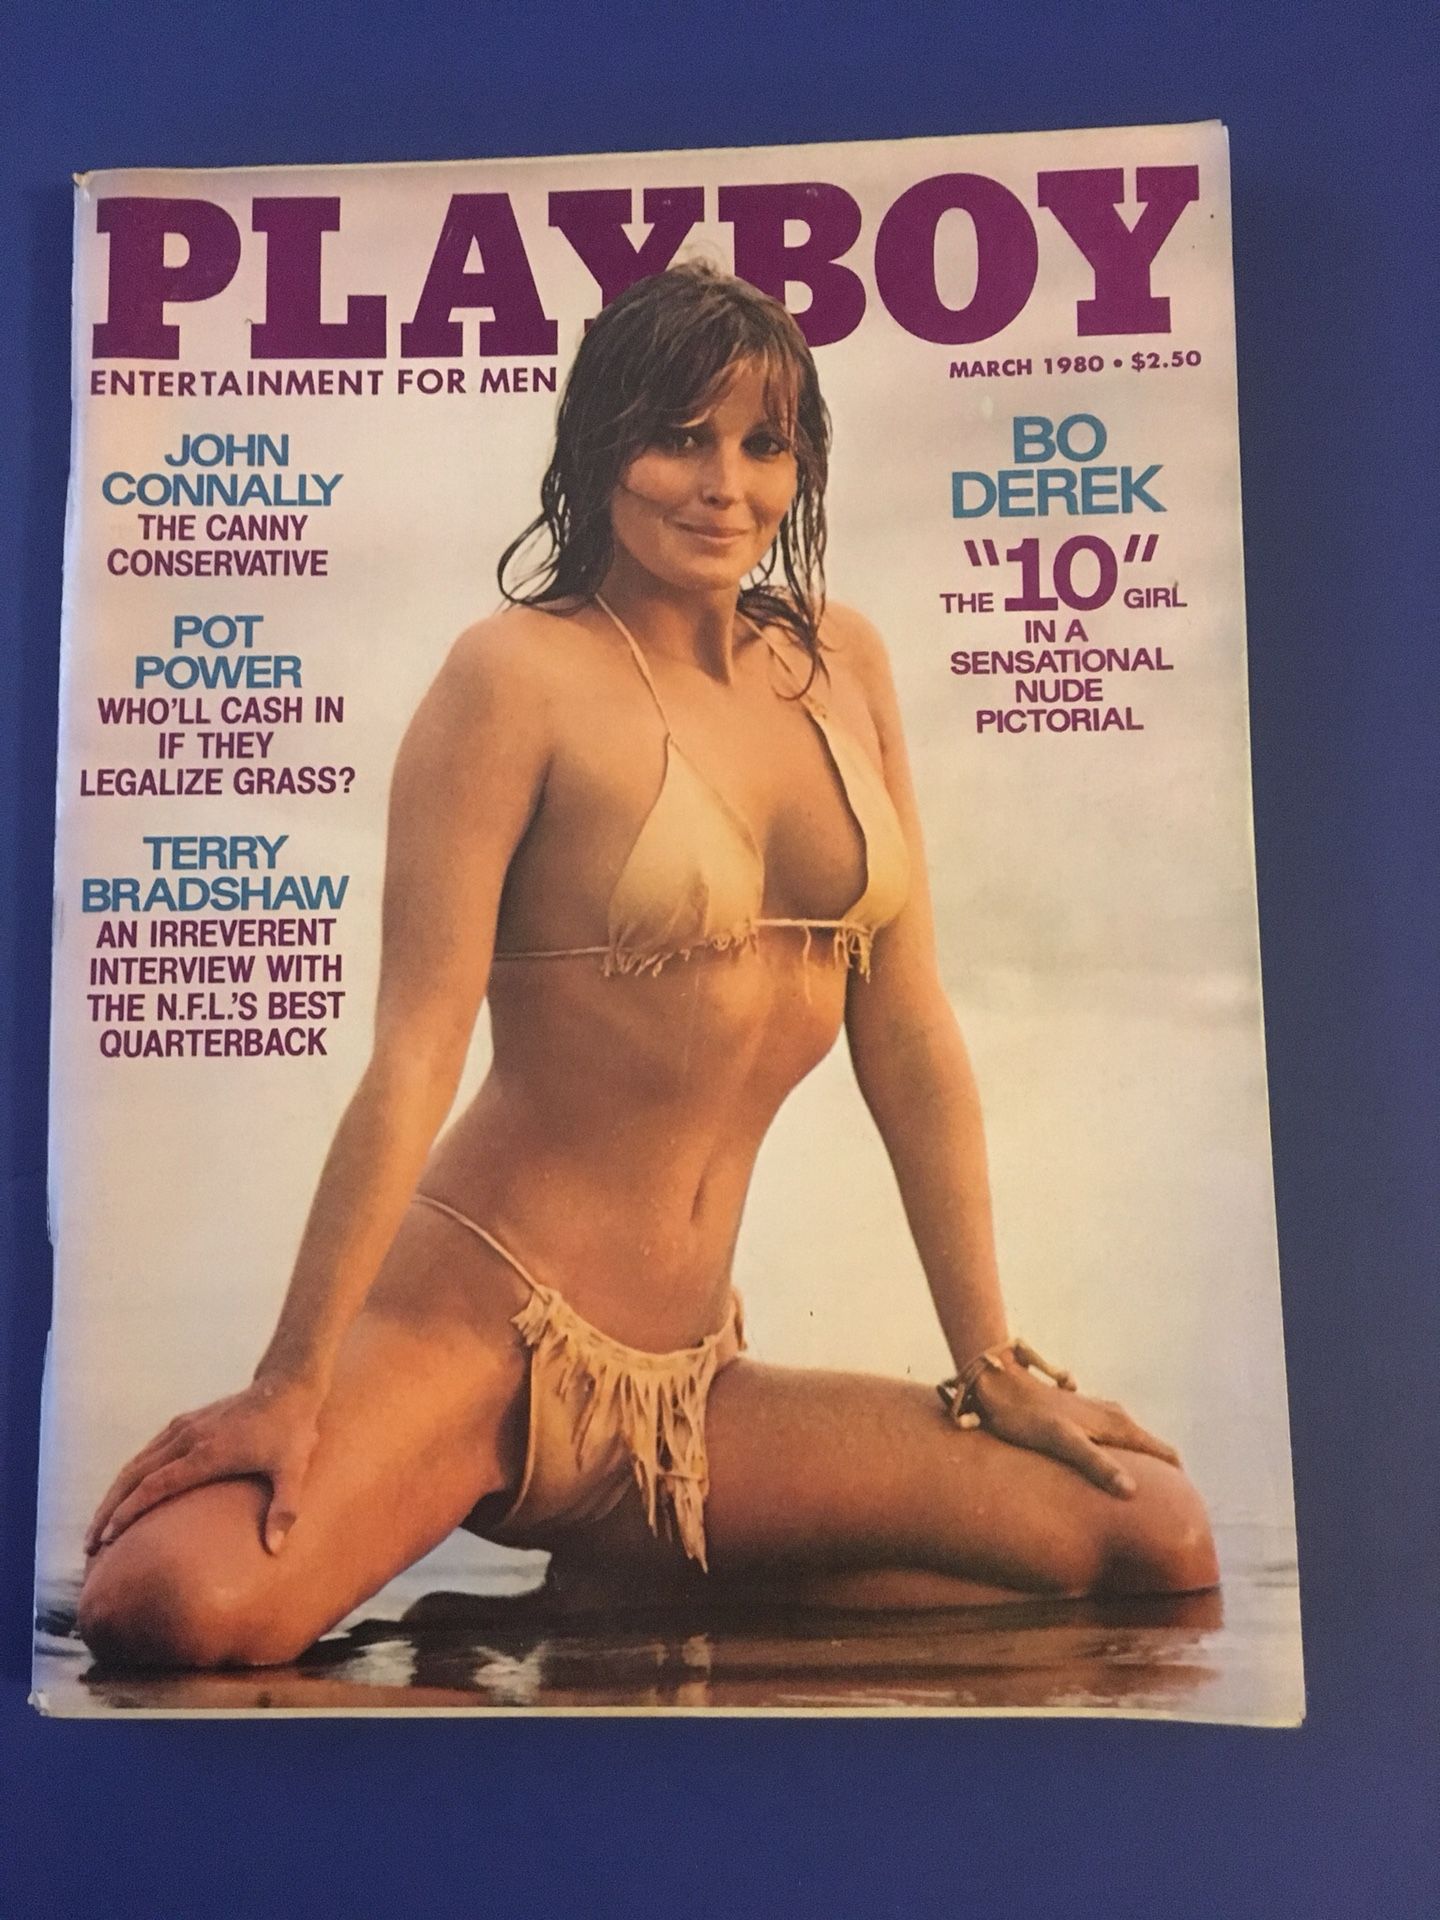 PLAYBOY
ENTERTAINMENT FOR MEN
MARCH 1980 • $2.50
JOHN
CONNALLY
THE CANNY
CONSERVATIVE
POT
POWER
WHO'LL CASH IN
IF THEY
LEGALIZE GRASS?
TERRY
BRADSHAW
AN IRREVERENT
INTERVIEW WITH
THE N.F.L.'S BEST
QUARTERBACK
BO
DEREK
THE "10" GIRL
IN A
SENSATIONAL
NUDE
PICTORIAL